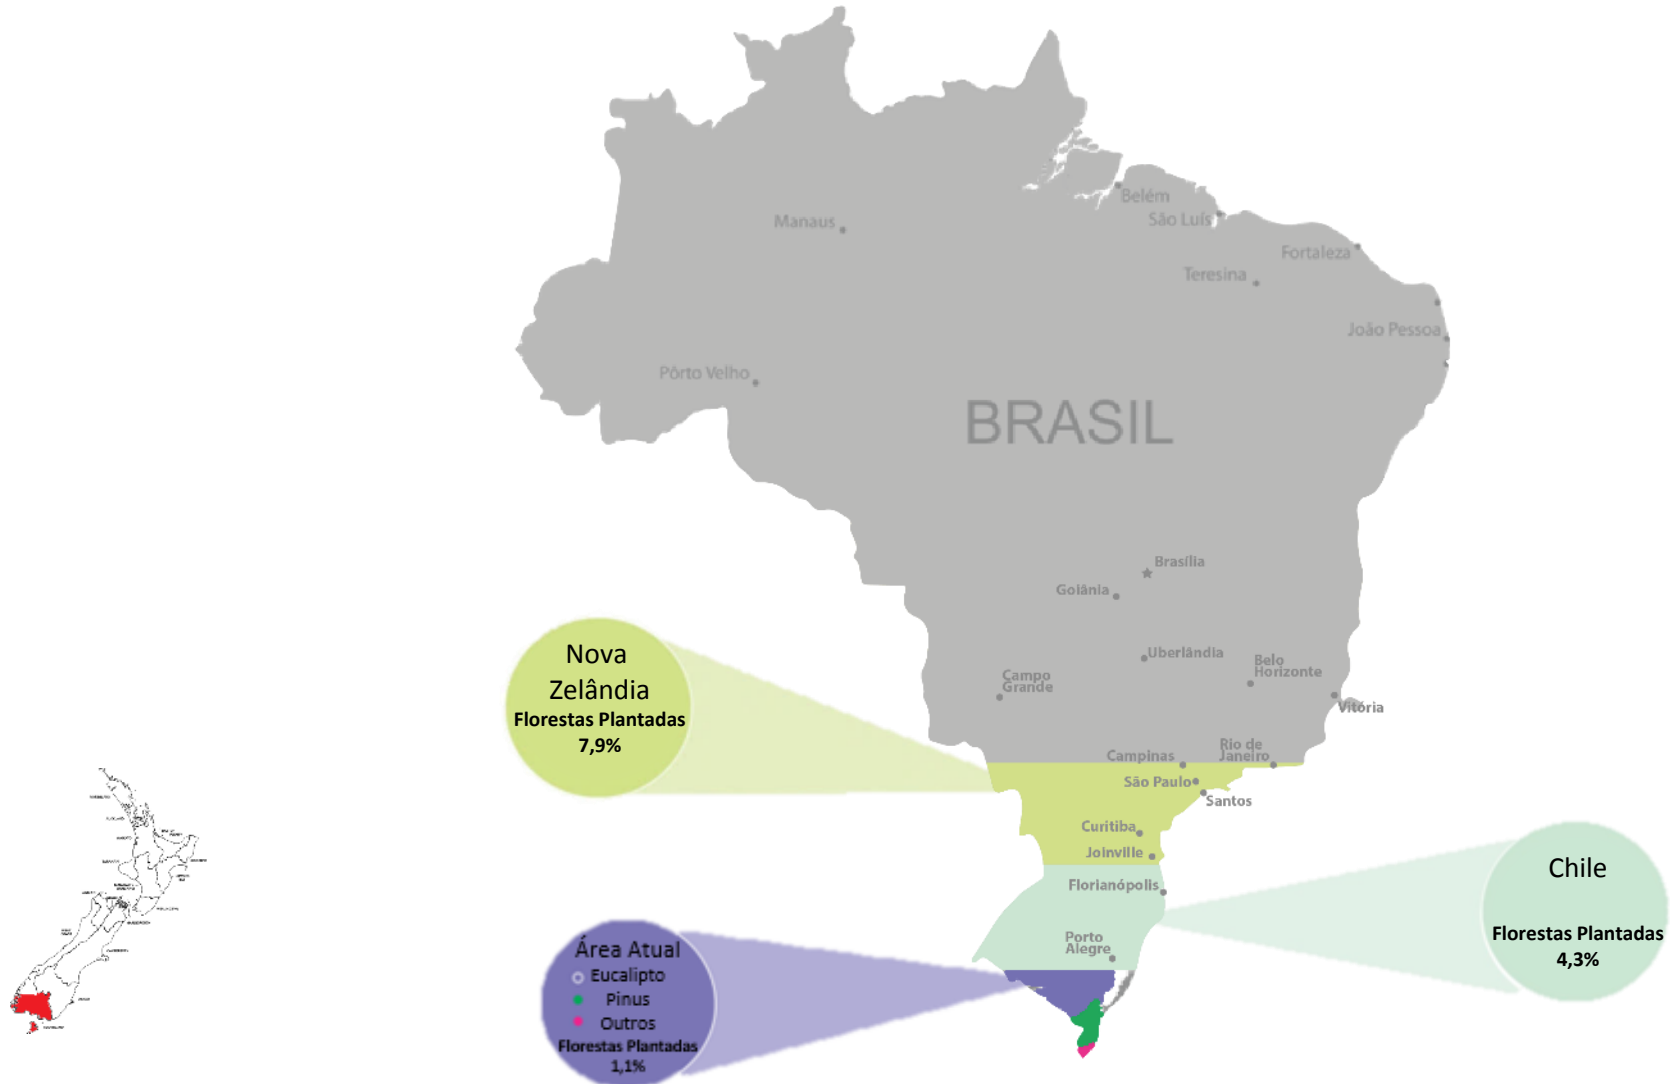 Belém
São Luís
Manaus
Fortaleza
Teresina
João Pessoa
Pôrto Velho
BRASIL
Brasília
Goiânia
Uberlândia
Belo
Horizonte
Campo
Grande
Vitória
Nova
Zelândia
Florestas Plantadas
7,9%
Rio de
Janeiro
Campinas
São Paulo
Santos
Curitiba
Joinville
Florianópolis
Porto
Alegre
Chile
Florestas Plantadas
4,3%
Área Atual
Eucalipto
Pinus
Outros
Florestas Plantadas
1,1%